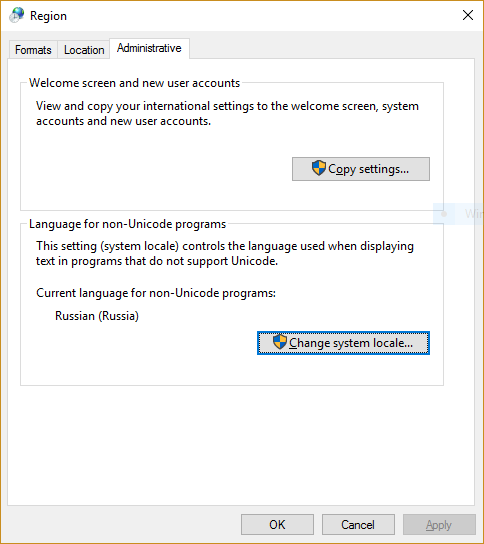 Region
Formats Location Administrative
Welcome screen and new user accounts
View and copy your international settings to the welcome screen, system
accounts and new user accounts.
Copy settings...
Language for non-Unicode programs
This setting (system locale) controls the language used when displaying
text in programs that do not support Unicode.
Current language for non-Unicode programs:
Russian (Russia)
Change system locale...
OK Cancel Apply